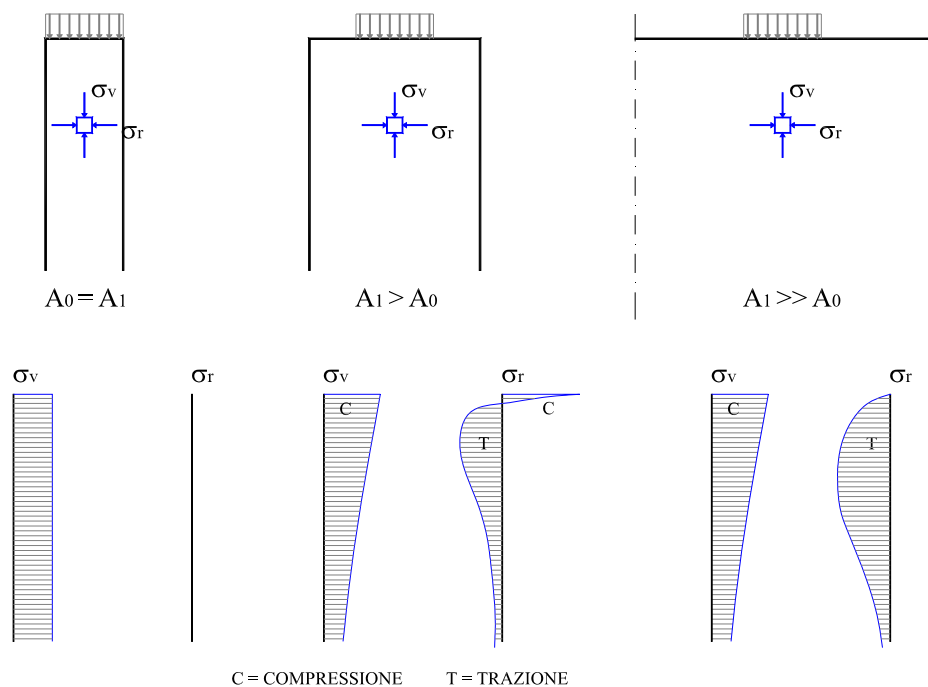 σv
σr
σv
σr
σv
σr
A0 = A1
A1 > A0
A1 >> A0
σv
σr
σv
σr
σv
σr
C
C
C
T
T
C = COMPRESSIONE
T = TRAZIONE